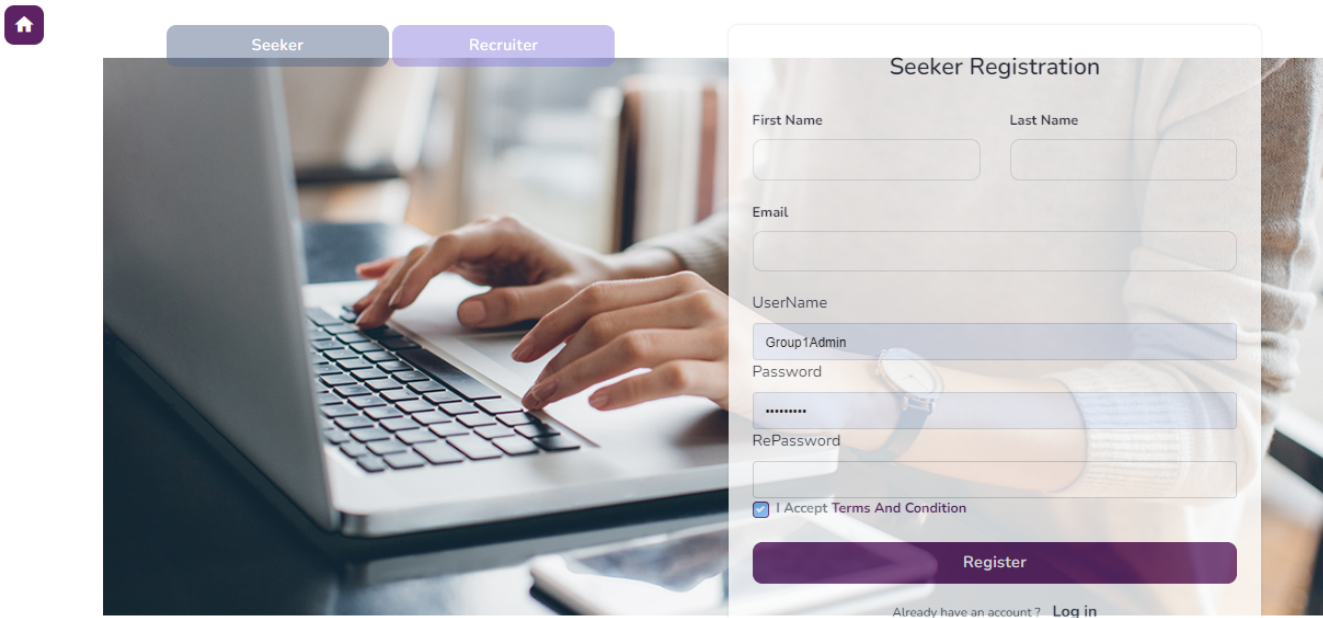 Seeker Recruiter
Seeker Registration
First Name Last Name
Email
UserName
Group1Admin
Password
•••••••••
RePassword
I Accept Terms And Condition
Register
Already have an account ? Log in